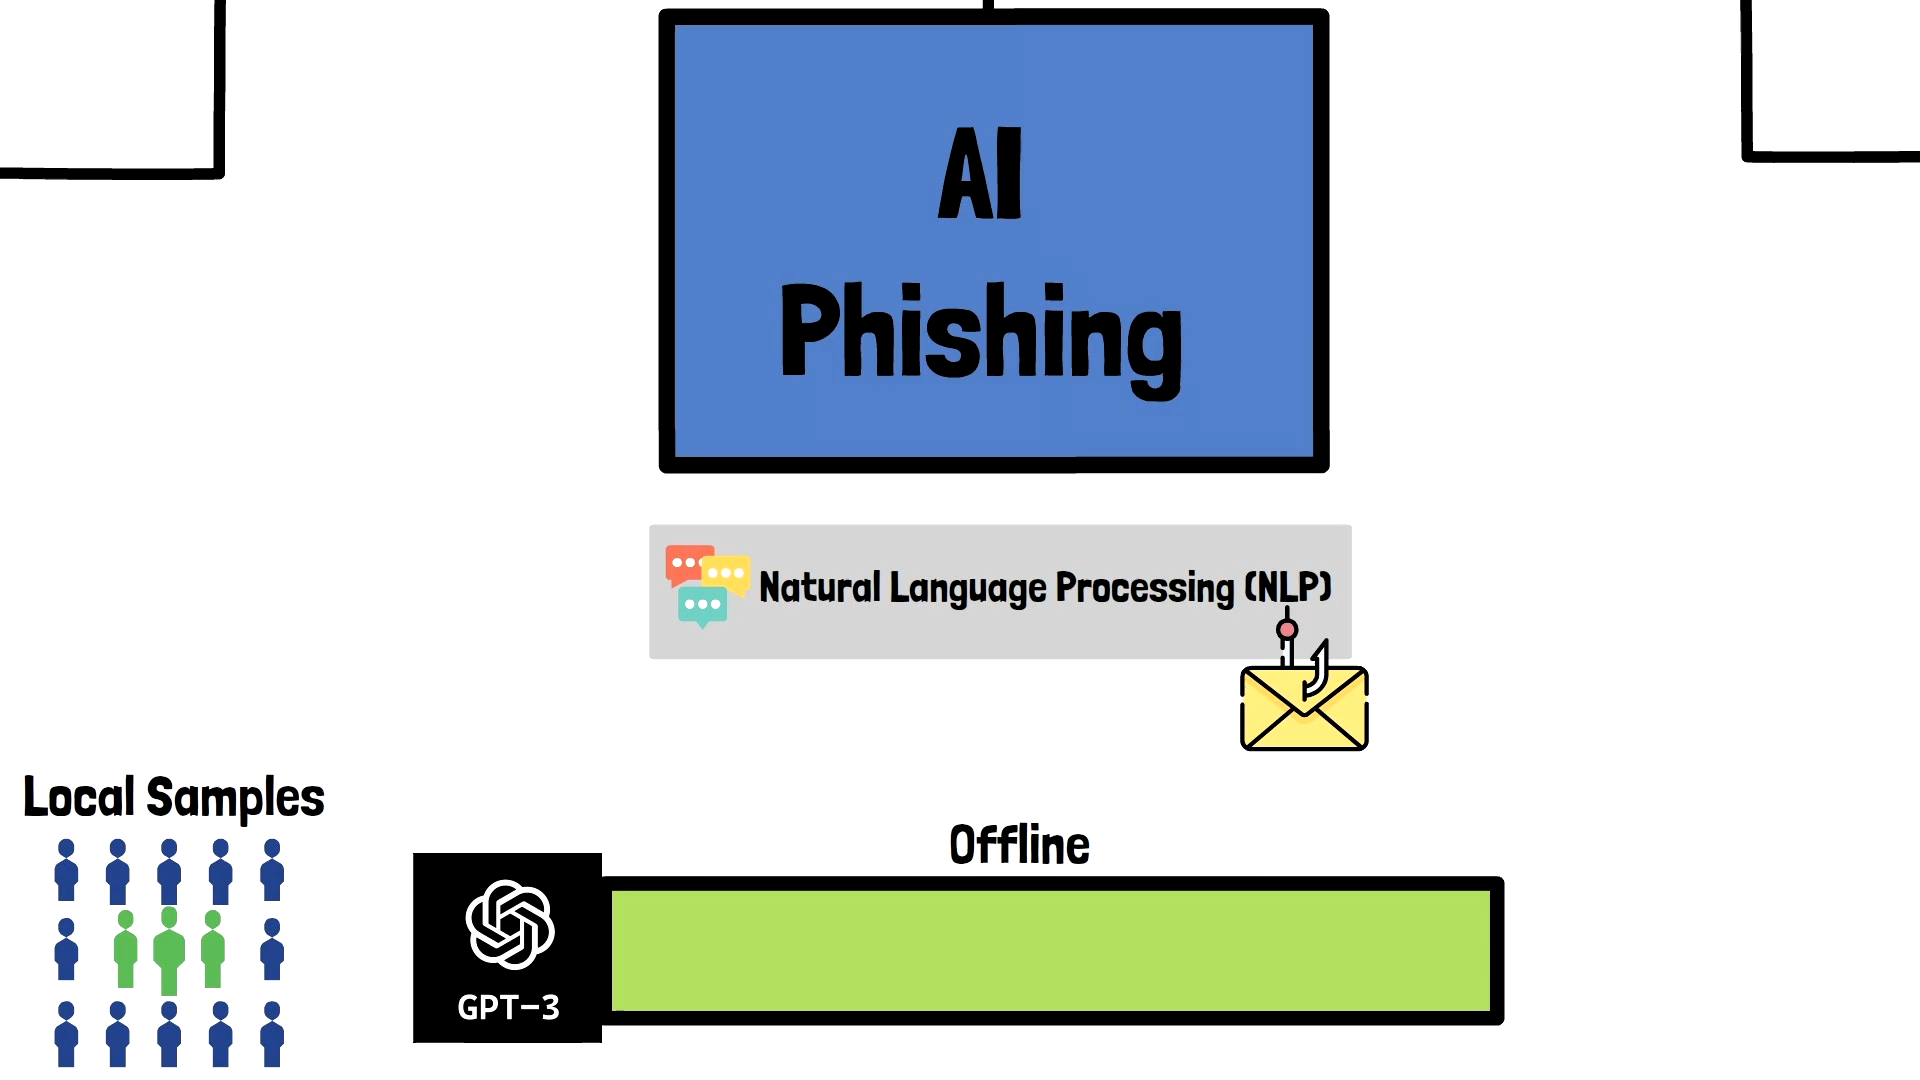 AI
Phishing
Natural Language Processing (NLP)
Local Samples
Offline
GPT-3